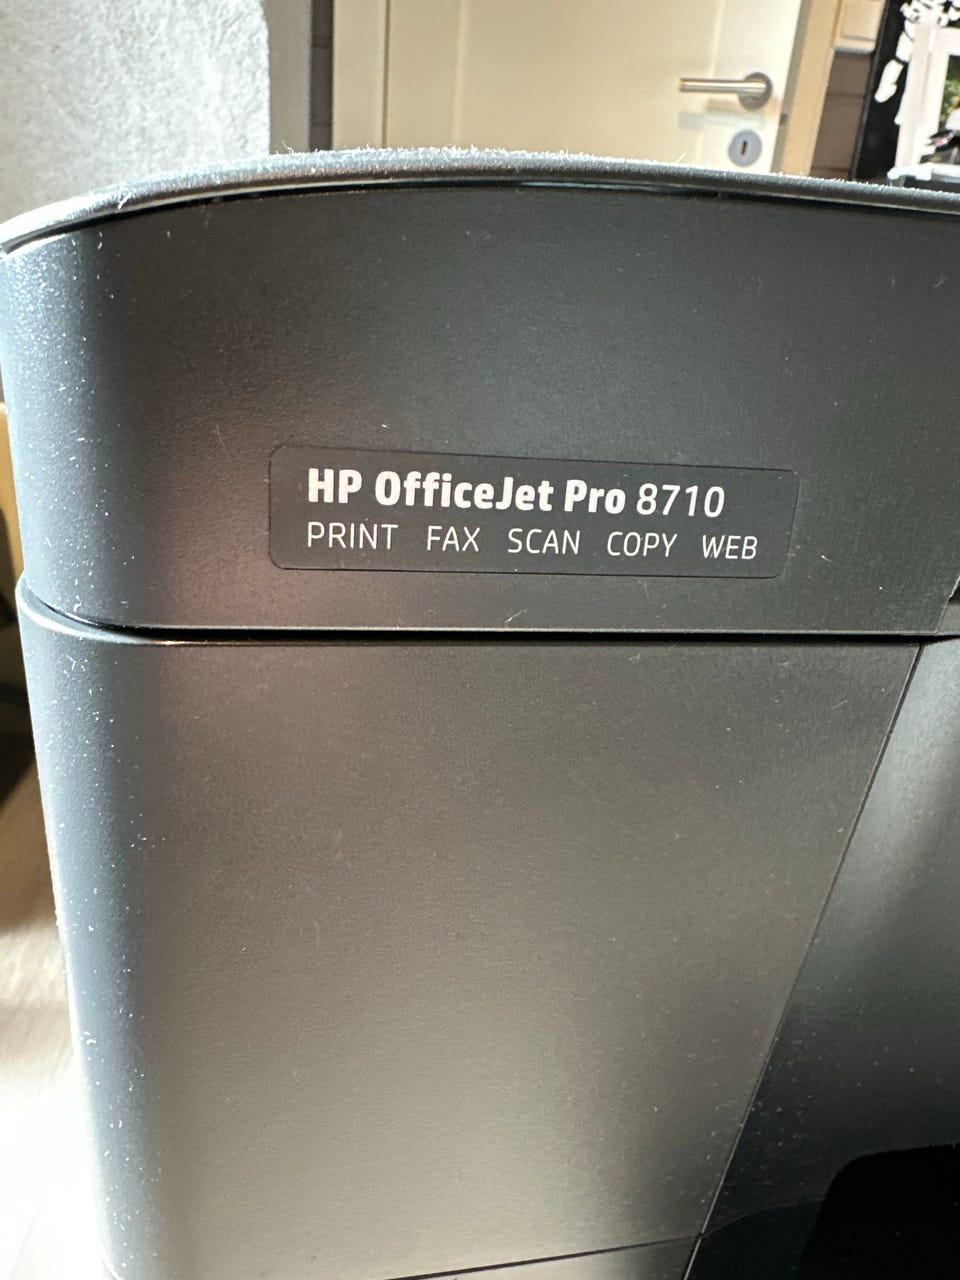 HP OfficeJet Pro 8710
PRINT FAX SCAN COPY WEB